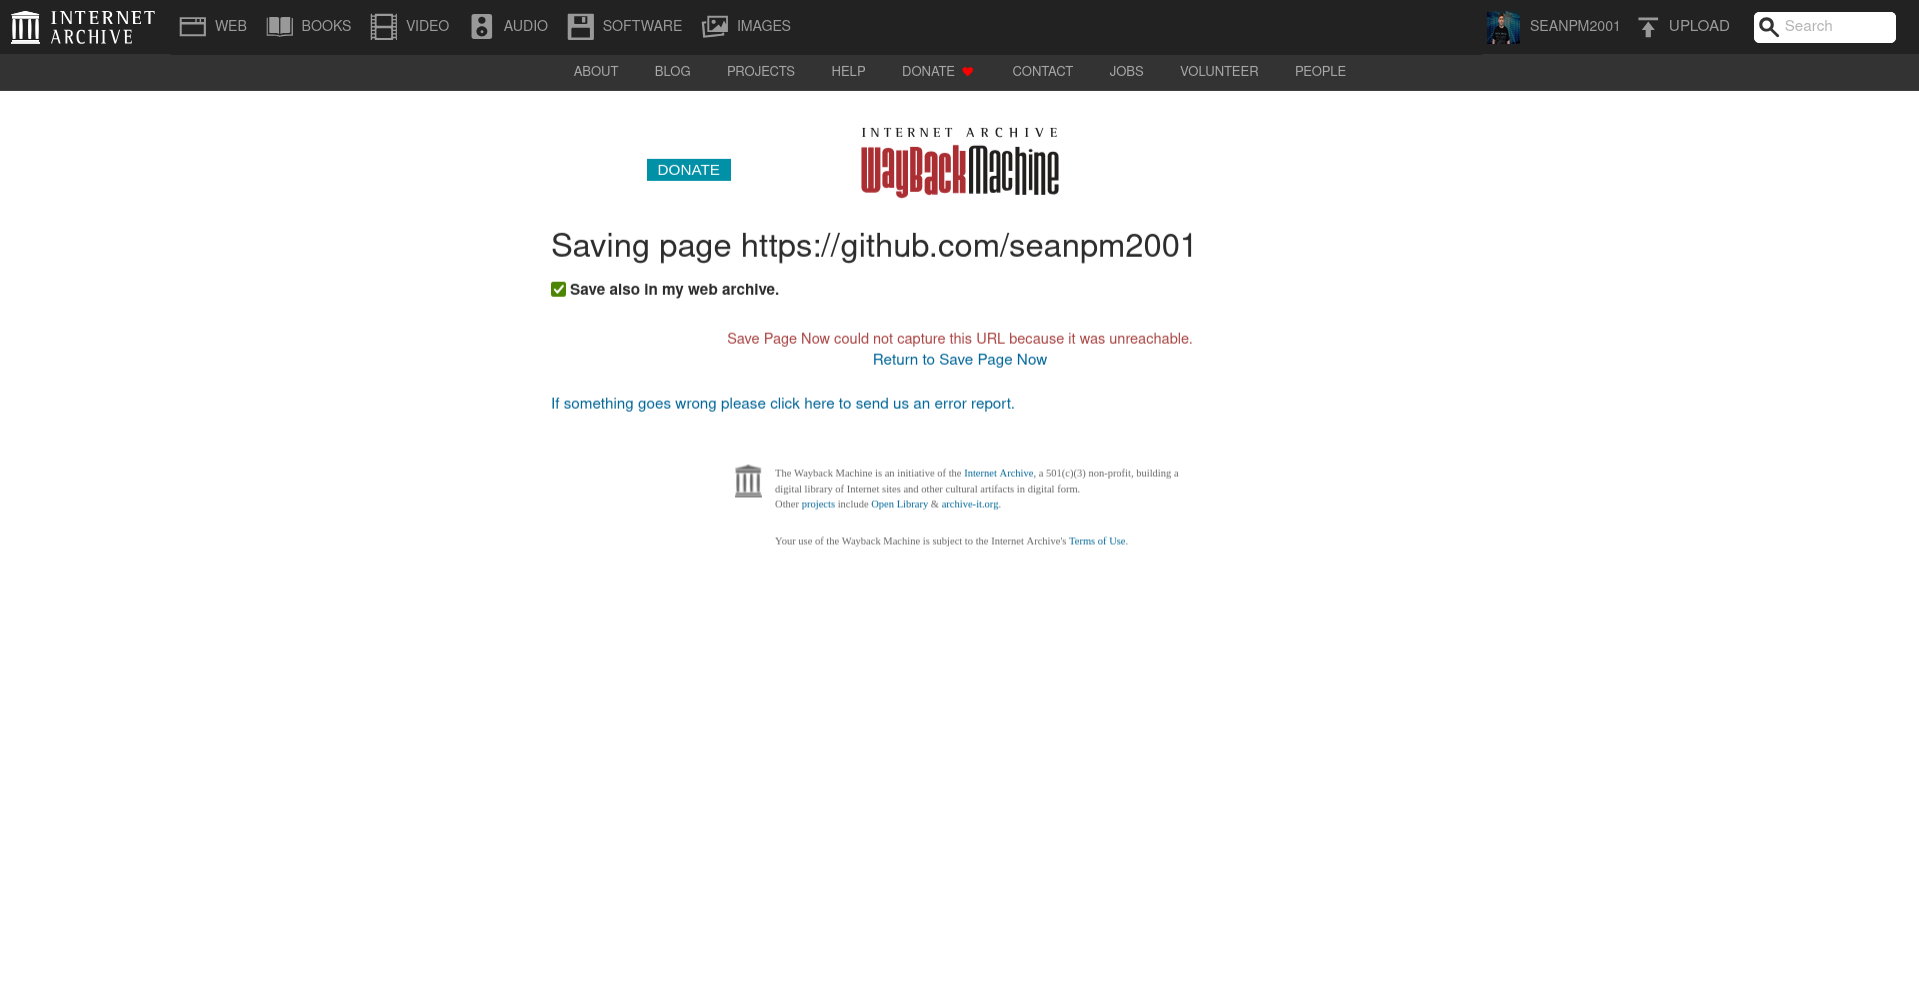 INTERNET ARCHIVE
WEB BOOKS VIDEO AUDIO SOFTWARE IMAGES SEANPM2001 UPLOAD Search
ABOUT BLOG PROJECTS HELP DONATE CONTACT JOBS VOLUNTEER PEOPLE
INTERNET ARCHIVE
WayBackMachine
DONATE
Saving page https://github.com/seanpm2001
Save also in my web archive.
Save Page Now could not capture this URL because it was unreachable.
Return to Save Page Now
If something goes wrong please click here to send us an error report.
The Wayback Machine is an initiative of the Internet Archive, a 501(c)(3) non-profit, building a
digital library of Internet sites and other cultural artifacts in digital form.
Other projects include Open Library & archive-it.org.
Your use of the Wayback Machine is subject to the Internet Archive's Terms of Use.